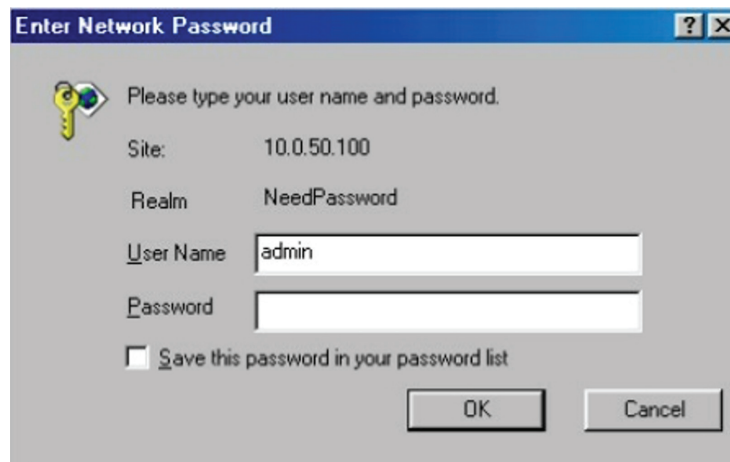 Enter Network Password
Please type your user name and password.
Site: 10.0.50.100
Realm NeedPassword
User Name admin
Password
Save this password in your password list
OK Cancel